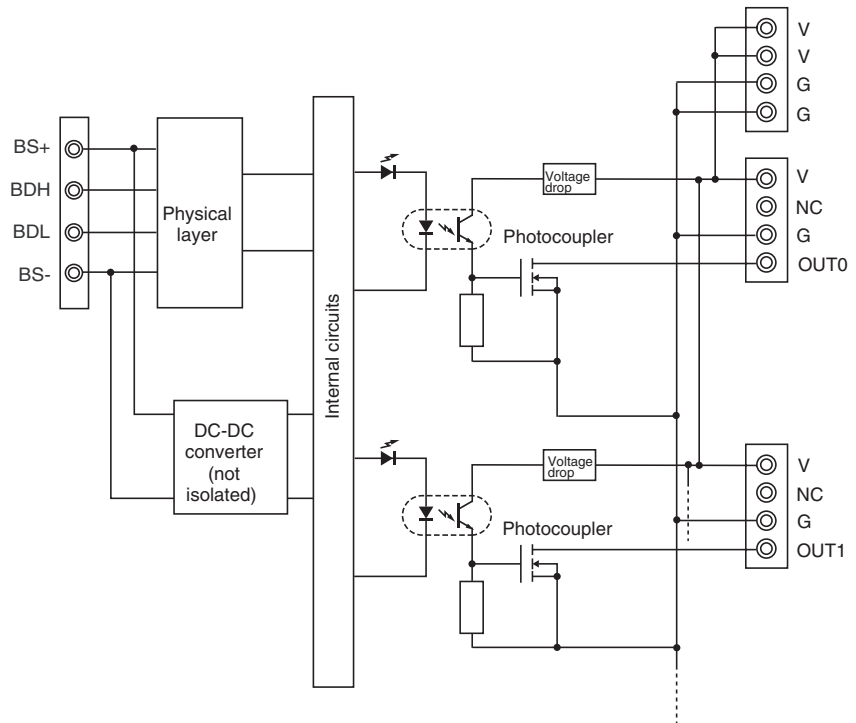 V
V
G
G
BS+
BDH
BDL
BS-
Physical
layer
Internal circuits
Voltage
drop
Photocoupler
V
NC
G
OUT0
DC-DC
converter
(not
isolated)
Voltage
drop
Photocoupler
V
NC
G
OUT1